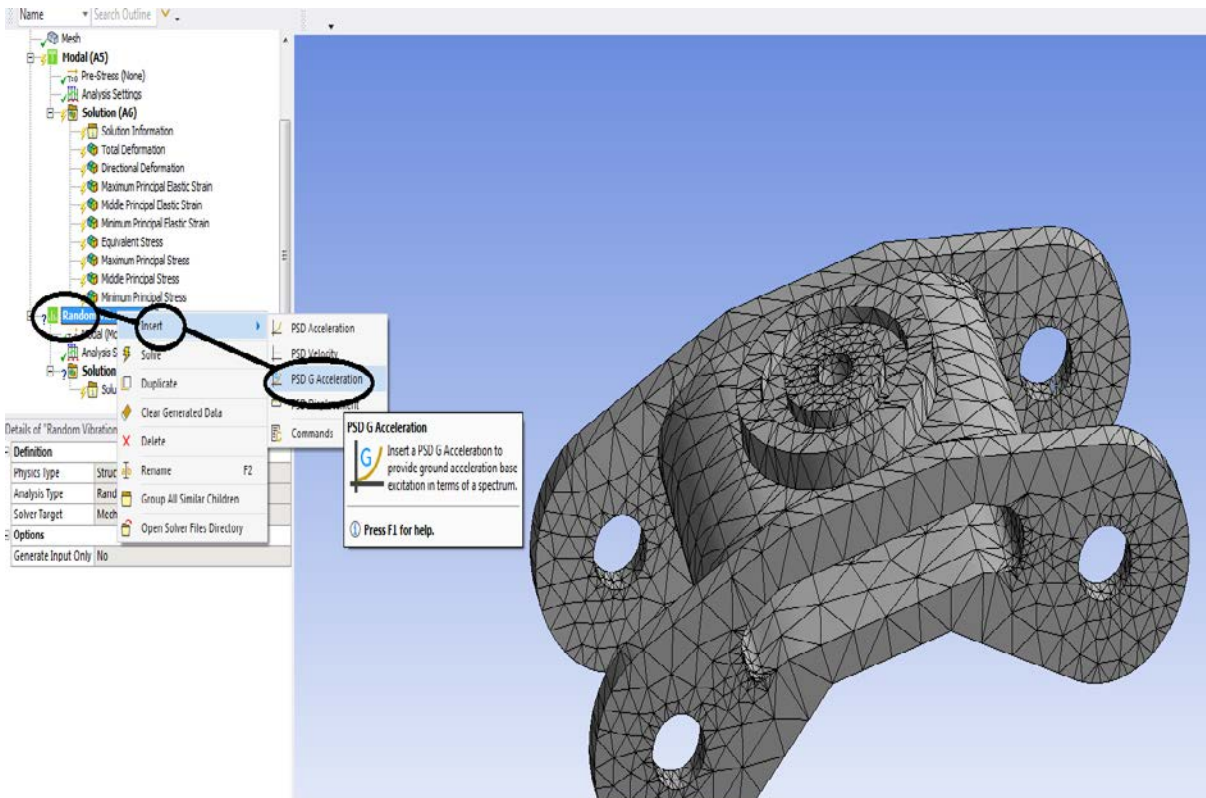 Name
Search Outline
Mesh
Modal (A5)
Pre-Stress (None)
Analysis Settings
Solution (A6)
Solution Information
Total Deformation
Directional Deformation
Maximum Principal Elastic Strain
Middle Principal Elastic Strain
Minimum Principal Elastic Strain
Equivalent Stress
Maximum Principal Stress
Middle Principal Stress
Minimum Principal Stress
Random
Analysis S
Solution
Solu
Insert
Solve
Duplicate
Clear Generated Data
Delete
Rename F2
Group All Similar Children
Open Solver Files Directory
PSD Acceleration
PSD Velocity
PSD G Acceleration
PSD Displacement
Commands
PSD G Acceleration
G
Insert a PSD G Acceleration to
provide ground acceleration base
excitation in terms of a spectrum.
Press F1 for help.
Details of "Random Vibration
Definition
Physics Type Struc
Analysis Type Rand
Solver Target Mech
Options
Generate Input Only No